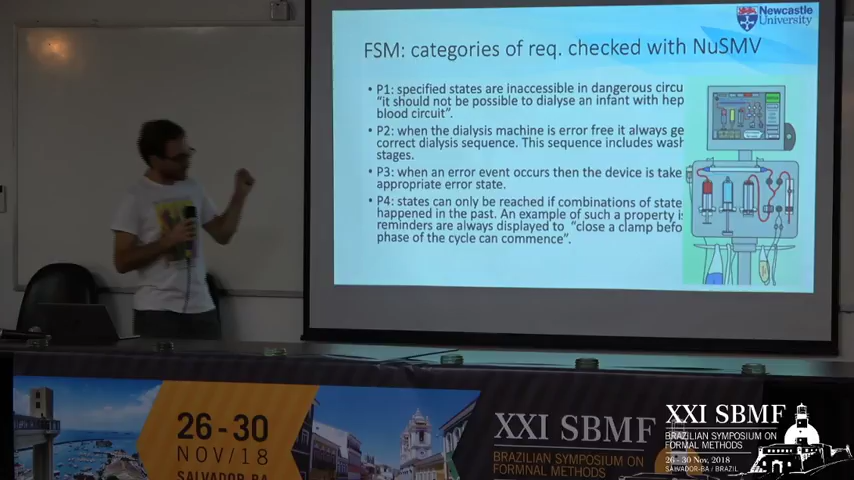 Newcastle
University
FSM: categories of req. checked with NuSMV
• P1: specified states are inaccessible in dangerous circu
"it should not be possible to dialyse an infant with hep
blood circuit".
• P2: when the dialysis machine is error free it always ge
correct dialysis sequence. This sequence includes wash
stages.
• P3: when an error event occurs then the device is take
appropriate error state.
• P4: states can only be reached if combinations of state
happened in the past. An example of such a property i
reminders are always displayed to "close a clamp befo
phase of the cycle can commence".
26-30
NOV/18
SALVADOR-BA
XXI SBMF
BRAZILIAN SYMPOSIUM ON
FORMNAL METHODS
XXI SBMF
BRAZILIAN SYMPOSIUM ON
FORMAL METHODS
26 - 30 Nov, 2018
SALVADOR-BA / BRAZIL